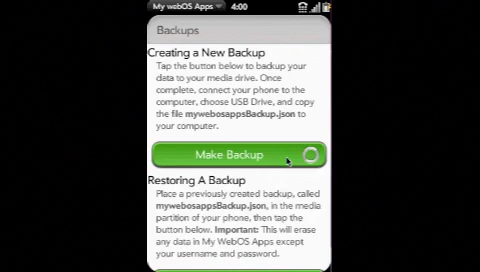 My webOS Apps 4:00
Backups
Creating a New Backup
Tap the button below to backup your
data to your media drive. Once
complete, connect your phone to the
computer, choose USB Drive, and copy
the file mywebosappsBackup.json to
your computer.
Make Backup
Restoring A Backup
Place a previously created backup, called
mywebosappsBackup.json, in the media
partition of your phone, then tap the
button below. Important: This will erase
any data in My WebOS Apps except
your username and password.